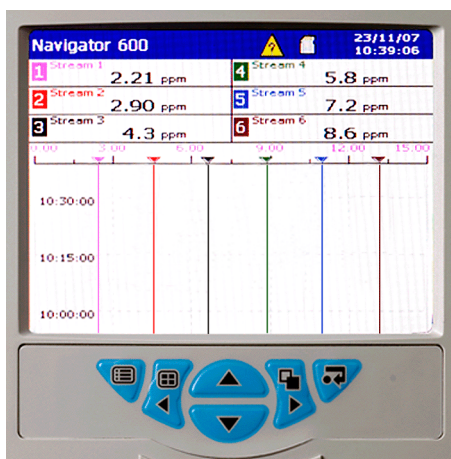 Navigator 600
23/11/07
10:39:06
1 Stream 1 2.21 ppm
4 Stream 4 5.8 ppm
2 Stream 2 2.90 ppm
5 Stream 5 7.2 ppm
3 Stream 3 4.3 ppm
6 Stream 6 8.6 ppm
0.00 3.00 6.00 9.00 12.00 15.00
10:30:00
10:15:00
10:00:00